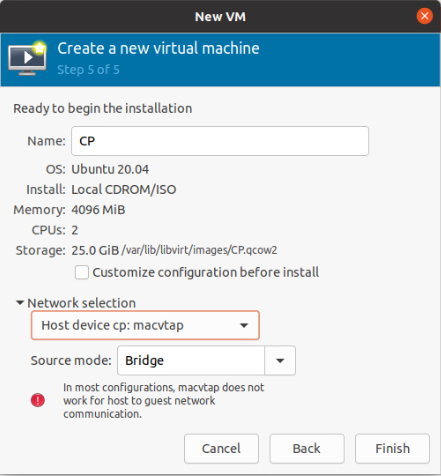 New VM
Create a new virtual machine
Step 5 of 5
Ready to begin the installation
Name: CP
OS: Ubuntu 20.04
Install: Local CDROM/ISO
Memory: 4096 MiB
CPUs: 2
Storage: 25.0 GiB /var/lib/libvirt/images/CP.qcow2
Customize configuration before install
Network selection
Host device cp: macvtap
Source mode: Bridge
In most configurations, macvtap does not
work for host to guest network
communication.
Cancel Back Finish